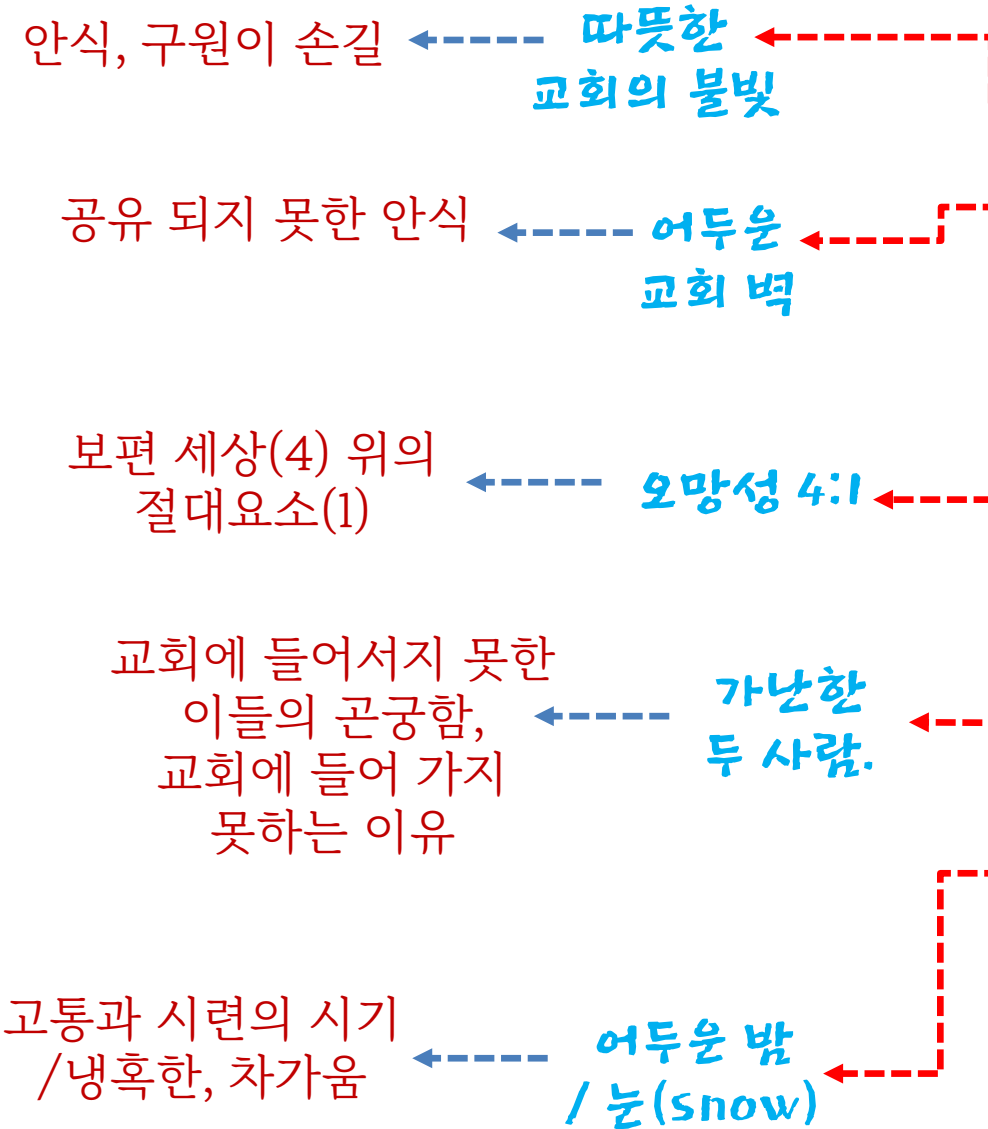 안식, 구원이 손길
따뜻한
교회의 불빛
공유 되지 못한 안식
어두운
교회 벽
보편 세상(4) 위의
절대요소(1)
오망성 4:1
교회에 들어서지 못한
이들의 곤궁함,
교회에 들어 가지
못하는 이유
가난한
두 사람.
고통과 시련의 시기
/냉혹한, 차가움
어두운 밤
/ 눈(snow)